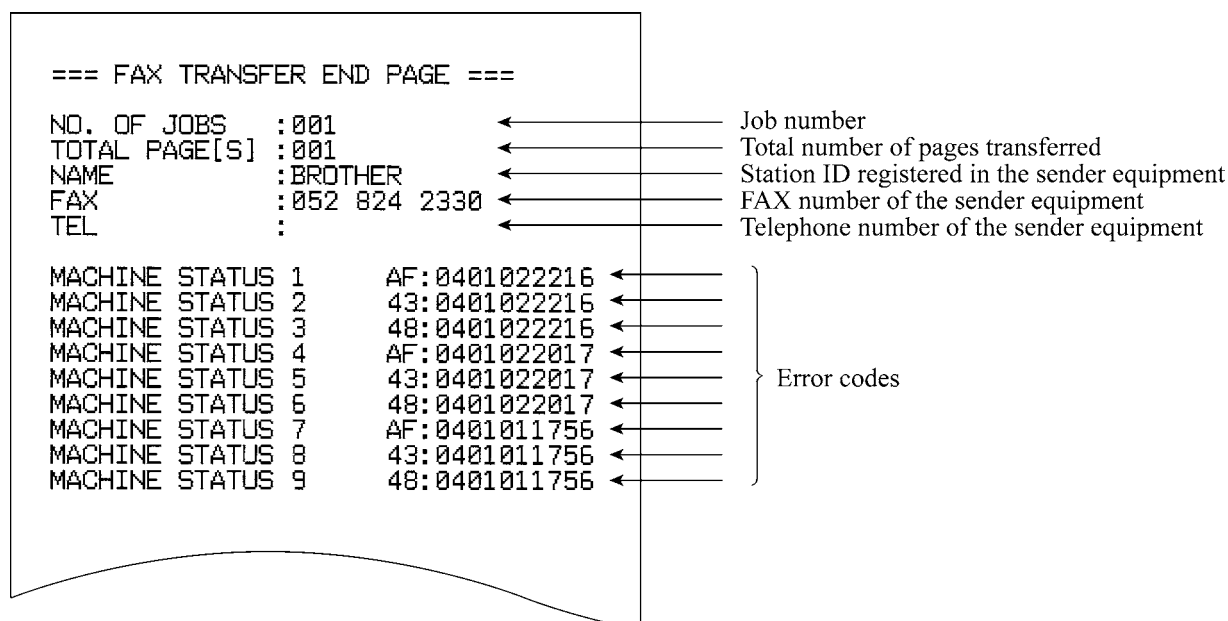 === FAX TRANSFER END PAGE ===
NO. OF JOBS :001 Job number
TOTAL PAGE[S] :001 Total number of pages transferred
NAME :BROTHER Station ID registered in the sender equipment
FAX :052 824 2330 FAX number of the sender equipment
TEL : Telephone number of the sender equipment
MACHINE STATUS 1 AF:0401022216
MACHINE STATUS 2 43:0401022216
MACHINE STATUS 3 48:0401022216
MACHINE STATUS 4 AF:0401022017
MACHINE STATUS 5 43:0401022017 Error codes
MACHINE STATUS 6 48:0401022017
MACHINE STATUS 7 AF:0401011756
MACHINE STATUS 8 43:0401011756
MACHINE STATUS 9 48:0401011756